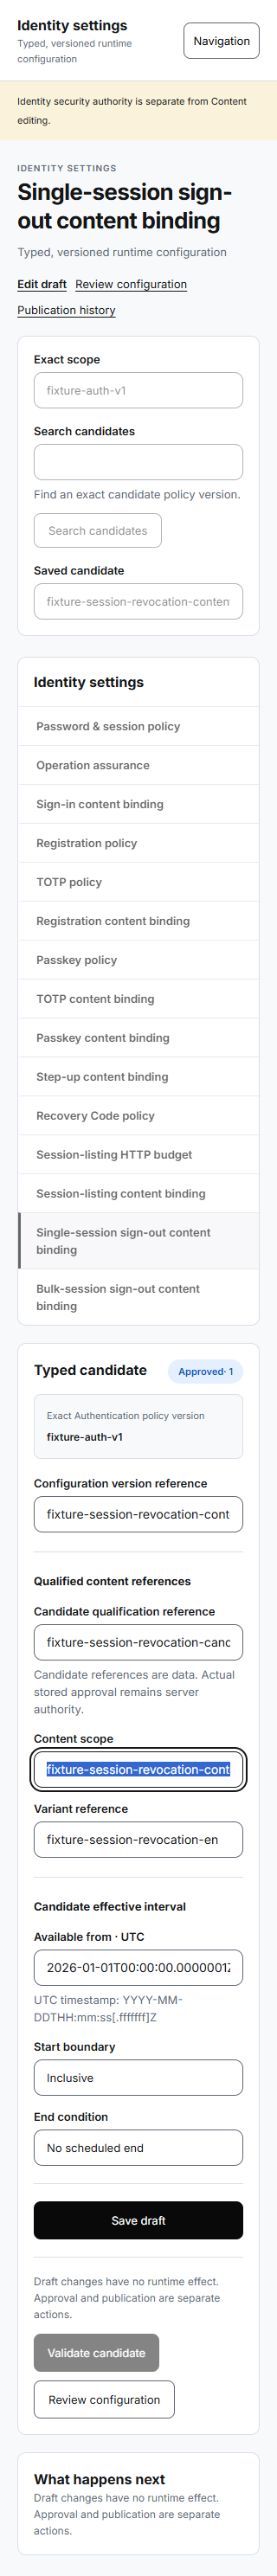 Identity settings
Typed, versioned runtime
configuration
Navigation
Identity security authority is separate from Content
editing.
IDENTITY SETTINGS
Single-session sign-
out content binding
Typed, versioned runtime configuration
Edit draft Review configuration
Publication history
Exact scope
fixture-auth-v1
Search candidates
Find an exact candidate policy version.
Search candidates
Saved candidate
fixture-session-revocation-conten
Identity settings
Password & session policy
Operation assurance
Sign-in content binding
Registration policy
TOTP policy
Registration content binding
Passkey policy
TOTP content binding
Passkey content binding
Step-up content binding
Recovery Code policy
Session-listing HTTP budget
Session-listing content binding
Single-session sign-out content
binding
Bulk-session sign-out content
binding
Typed candidate
Approved· 1
Exact Authentication policy version
fixture-auth-v1
Configuration version reference
fixture-session-revocation-cont
Qualified content references
Candidate qualification reference
fixture-session-revocation-canc
Candidate references are data. Actual
stored approval remains server
authority.
Content scope
fixture-session-revocation-cont
Variant reference
fixture-session-revocation-en
Candidate effective interval
Available from · UTC
2026-01-01T00:00:00.0000001Z
UTC timestamp: YYYY-MM-
DDTHH:mm:ss[.fffffff]Z
Start boundary
Inclusive
End condition
No scheduled end
Save draft
Draft changes have no runtime effect.
Approval and publication are separate
actions.
Validate candidate
Review configuration
What happens next
Draft changes have no runtime effect.
Approval and publication are separate
actions.